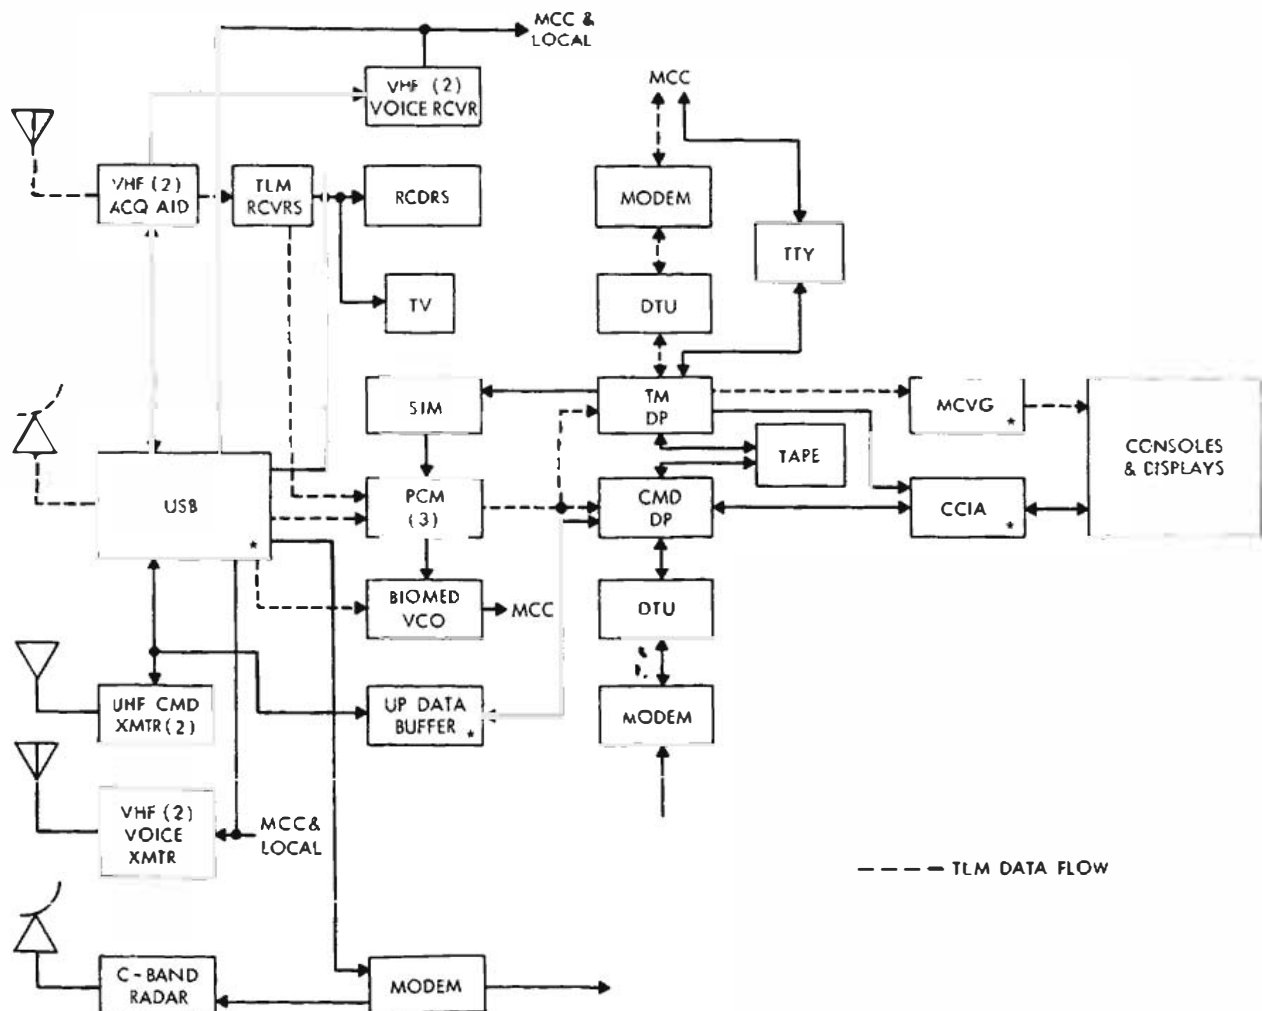 MCC &
LOCAL
VHF (2)
VOICE RCVR
MCC
VHF (2)
ACQ AID
TLM
RCVRS
RCDRS
MODEM
TTY
TV
DTU
SIM
TM
DP
MCVG
*
CONSOLES
& DISPLAYS
TAPE
USB
*
PCM
(3)
CMD
DP
CCIA
*
BIOMED
VCO
MCC
DTU
UHF CMD
XMTR (2)
UP DATA
BUFFER *
MODEM
VHF (2)
VOICE
XMTR
MCC&
LOCAL
TLM DATA FLOW
C-BAND
RADAR
MODEM